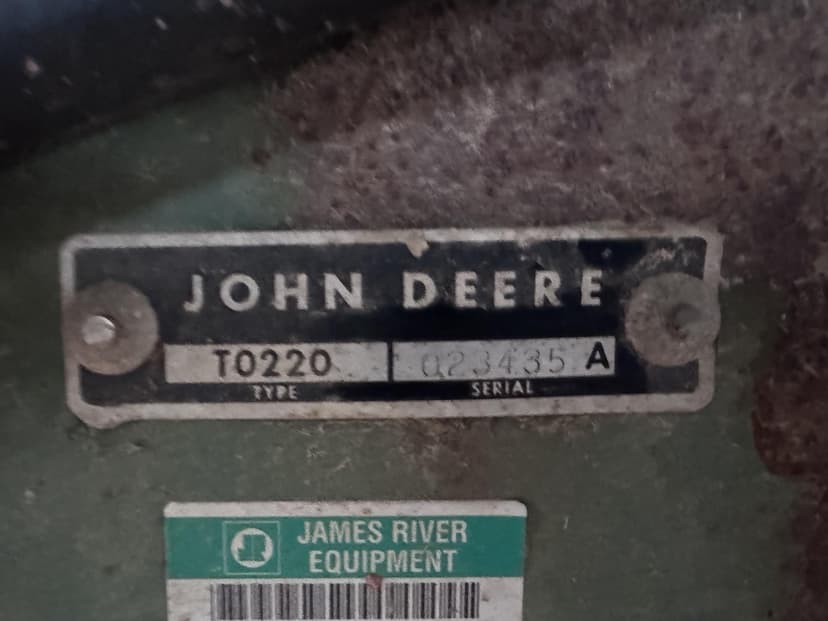 JOHN DEERE
T0220 023435 A
TYPE SERIAL
JAMES RIVER
EQUIPMENT